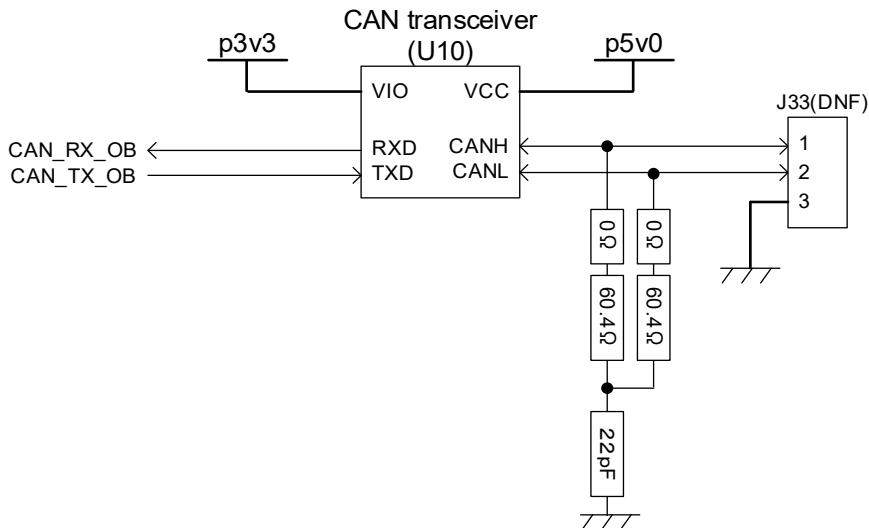 CAN transceiver
(U10)
p3v3
p5v0
VIO
VCC
J33(DNF)
CAN_RX_OB
RXD
CANH
1
CAN_TX_OB
TXD
CANL
2
3
0Ω
0Ω
60.4Ω
60.4Ω
22pF